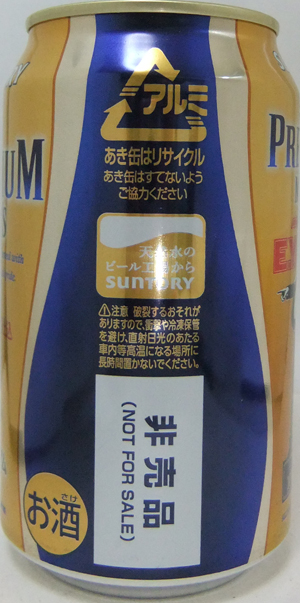 アルミ
あき缶はリサイクル
あき缶はすてないよう
ご協力ください
天然水の
ビール工場から
SUNTORY
⚠注意 破裂するおそれが
ありますので、衝撃や冷凍保管
を避け、直射日光のあたる
車内等高温になる場所に
長時間置かないでください。
非売品
(NOT FOR SALE)
さけ
お酒